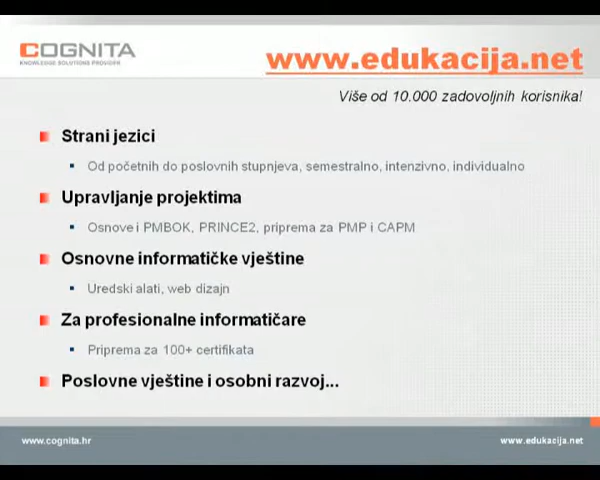 COGNITA
KNOWLEDGE SOLUTIONS PROVIDER
www.edukacija.net
Više od 10.000 zadovoljnih korisnika!
Strani jezici
Od početnih do poslovnih stupnjeva, semestralno, intenzivno, individualno
Upravljanje projektima
Osnove i PMBOK, PRINCE2, priprema za PMP i CAPM
Osnovne informatičke vještine
Uredski alati, web dizajn
Za profesionalne informatičare
Priprema za 100+ certifikata
Poslovne vještine i osobni razvoj...
www.cognita.hr
www.edukacija.net